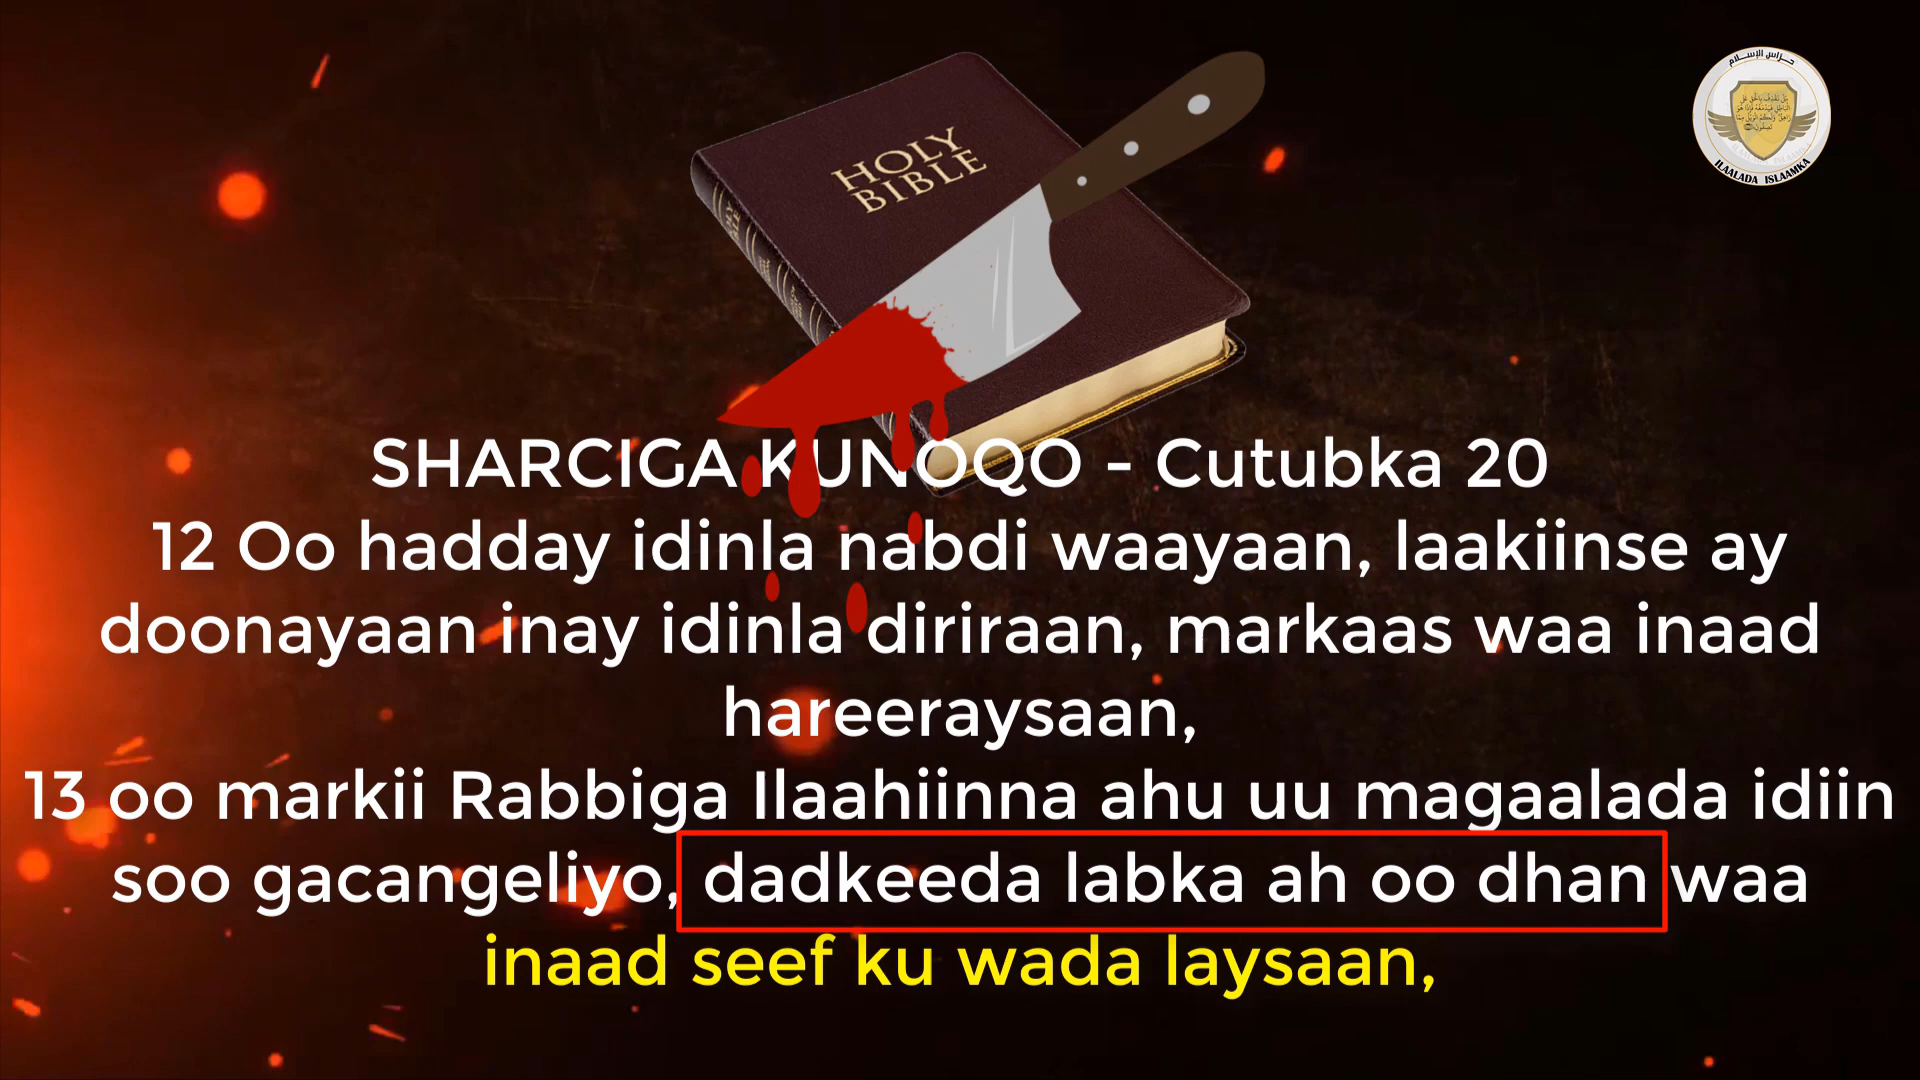 HOLY
BIBLE
حراس الإسلام
ILAALADA ISLAAMKA
SHARCIGA KUNOQO - Cutubka 20
12 Oo hadday idinla nabdi waayaan, laakiinse ay
doonayaan inay idinla diriraan, markaas waa inaad
hareeraysaan,
13 oo markii Rabbiga Ilaahiinna ahu uu magaalada idiin
soo gacangeliyo, dadkeeda labka ah oo dhan waa
inaad seef ku wada laysaan,